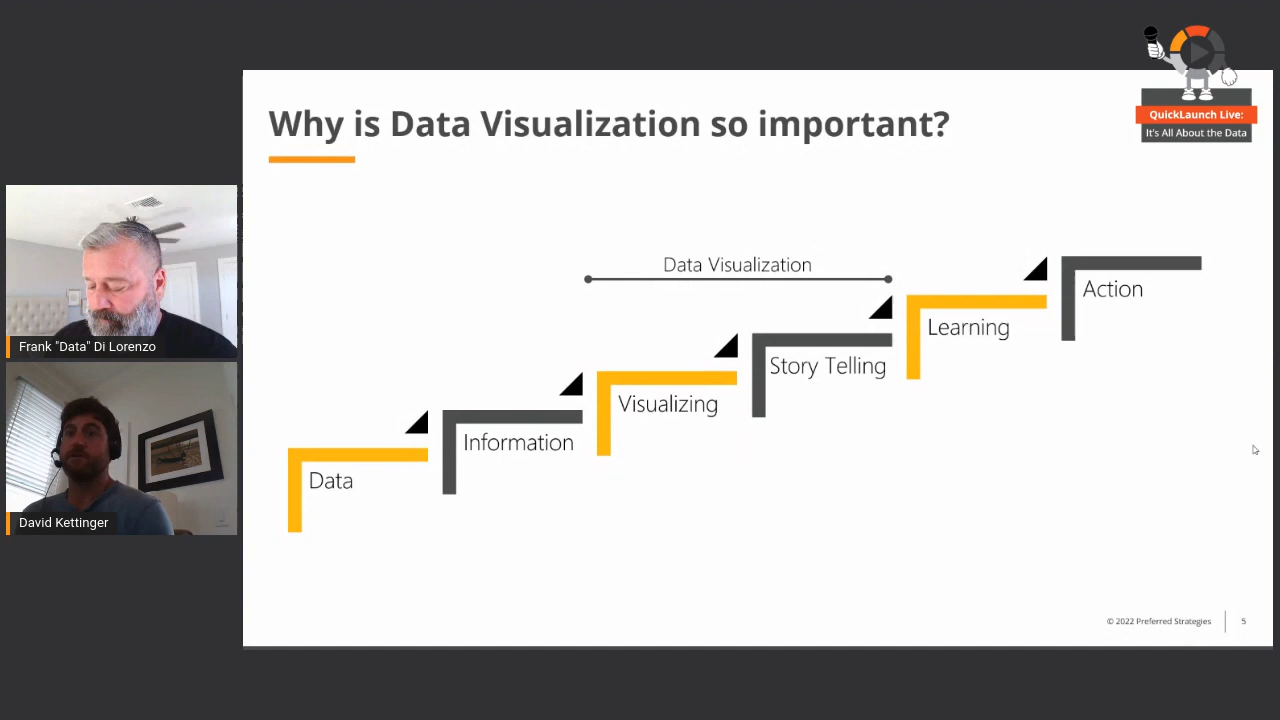 QuickLaunch Live:
It's All About the Data
Why is Data Visualization so important?
Data Visualization
Action
Learning
Story Telling
Visualizing
Information
Data
Frank "Data" Di Lorenzo
David Kettinger
© 2022 Preferred Strategies
5